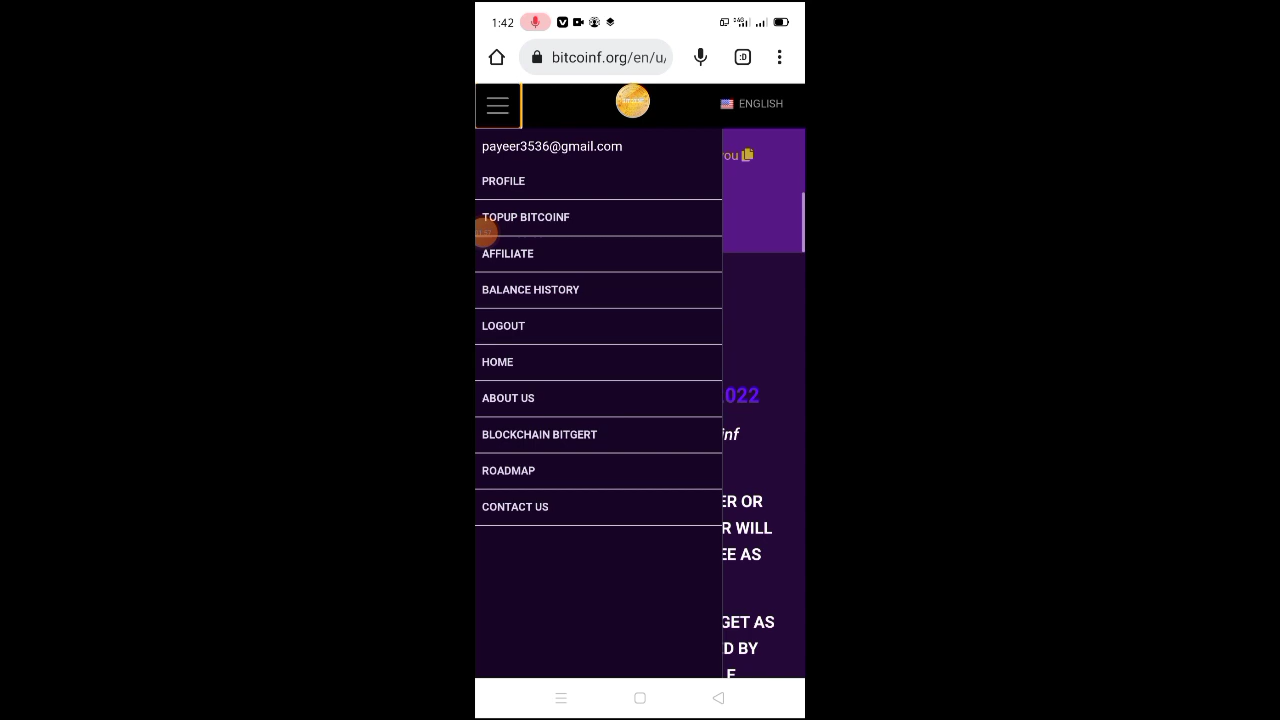 1:42
bitcoinf.org/en/u/
:D
ENGLISH
payeer3536@gmail.com
PROFILE
TOPUP BITCOINF
AFFILIATE
BALANCE HISTORY
LOGOUT
HOME
ABOUT US
BLOCKCHAIN BITGERT
ROADMAP
CONTACT US
ou
022
inf
ER OR
R WILL
EE AS
GET AS
D BY